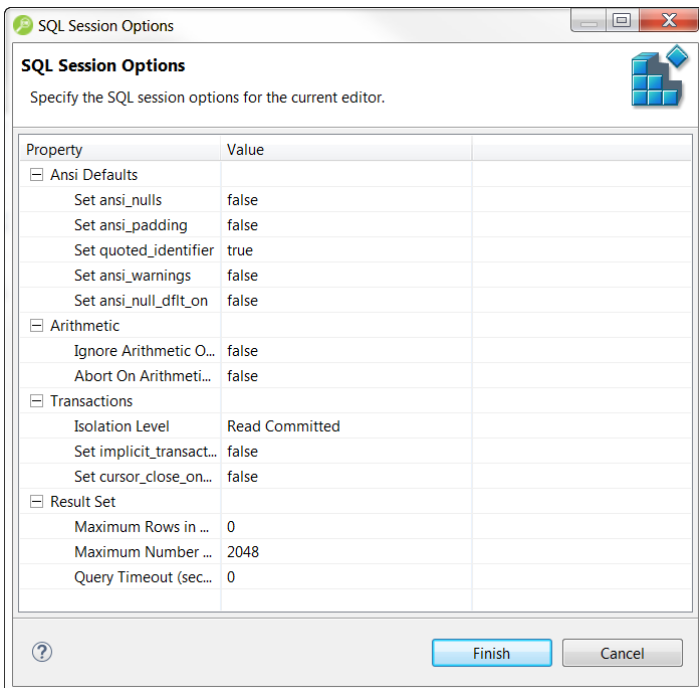 SQL Session Options
SQL Session Options
Specify the SQL session options for the current editor.
Property Value
Ansi Defaults
Set ansi_nulls false
Set ansi_padding false
Set quoted_identifier true
Set ansi_warnings false
Set ansi_null_dflt_on false
Arithmetic
Ignore Arithmetic O... false
Abort On Arithmeti... false
Transactions
Isolation Level Read Committed
Set implicit_transact... false
Set cursor_close_on... false
Result Set
Maximum Rows in ... 0
Maximum Number ... 2048
Query Timeout (sec... 0
? Finish Cancel